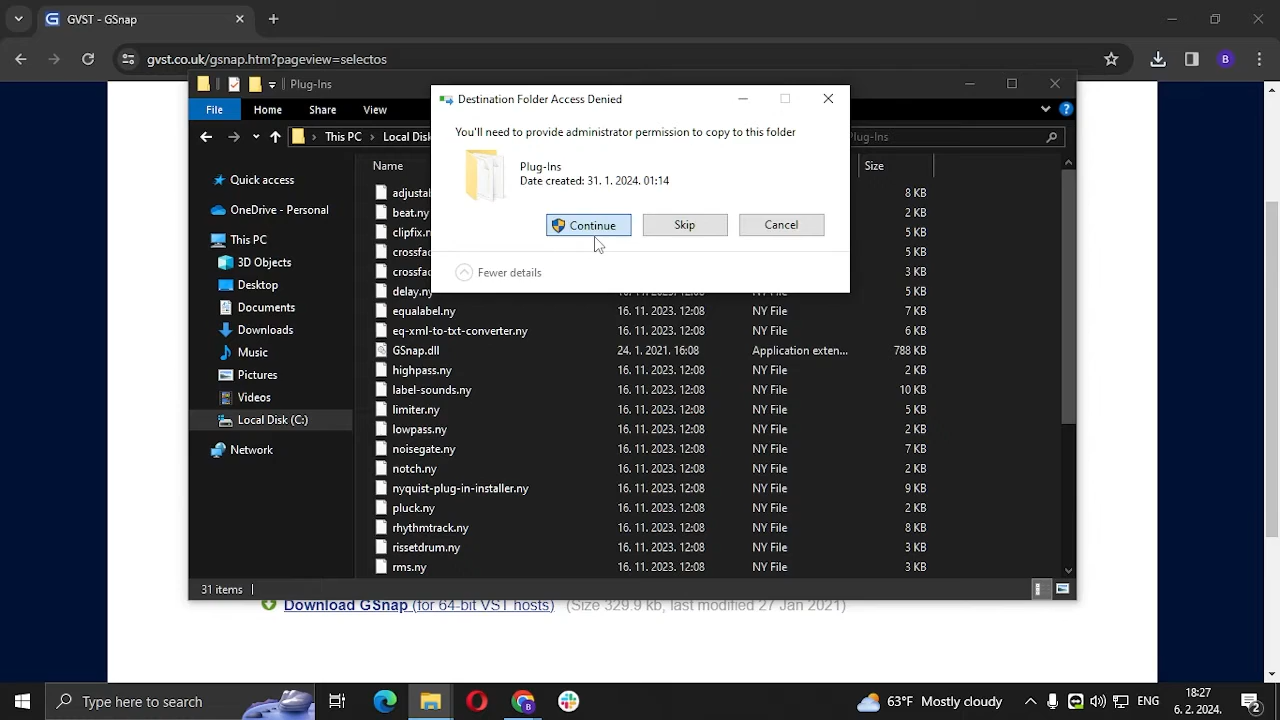 GVST - GSnap
gvst.co.uk/gsnap.htm?pageview=selectos
B
Plug-Ins
File Home Share View
This PC Local Disk
lug-Ins
Destination Folder Access Denied
You'll need to provide administrator permission to copy to this folder
Plug-Ins
Date created: 31. 1. 2024. 01:14
Continue Skip Cancel
Fewer details
Quick access
OneDrive - Personal
This PC
3D Objects
Desktop
Documents
Downloads
Music
Pictures
Videos
Local Disk (C:)
Network
Name Size
adjustal 8 KB
beat.ny 2 KB
clipfix.n 5 KB
crossfac 5 KB
crossfac 3 KB
delay.ny 16. 11. 2023. 12:08 NY File 5 KB
equalabel.ny 16. 11. 2023. 12:08 NY File 7 KB
eq-xml-to-txt-converter.ny 16. 11. 2023. 12:08 NY File 6 KB
GSnap.dll 24. 1. 2021. 16:08 Application exten... 788 KB
highpass.ny 16. 11. 2023. 12:08 NY File 2 KB
label-sounds.ny 16. 11. 2023. 12:08 NY File 10 KB
limiter.ny 16. 11. 2023. 12:08 NY File 5 KB
lowpass.ny 16. 11. 2023. 12:08 NY File 2 KB
noisegate.ny 16. 11. 2023. 12:08 NY File 7 KB
notch.ny 16. 11. 2023. 12:08 NY File 2 KB
nyquist-plug-in-installer.ny 16. 11. 2023. 12:08 NY File 9 KB
pluck.ny 16. 11. 2023. 12:08 NY File 2 KB
rhythmtrack.ny 16. 11. 2023. 12:08 NY File 8 KB
rissetdrum.ny 16. 11. 2023. 12:08 NY File 3 KB
rms.ny 16. 11. 2023. 12:08 NY File 2 KB
31 items
Download GSnap (for 64-bit VST hosts) (Size 329.9 kb, last modified 27 Jan 2021)
Type here to search
63°F Mostly cloudy
ENG
18:27
6. 2. 2024.
2